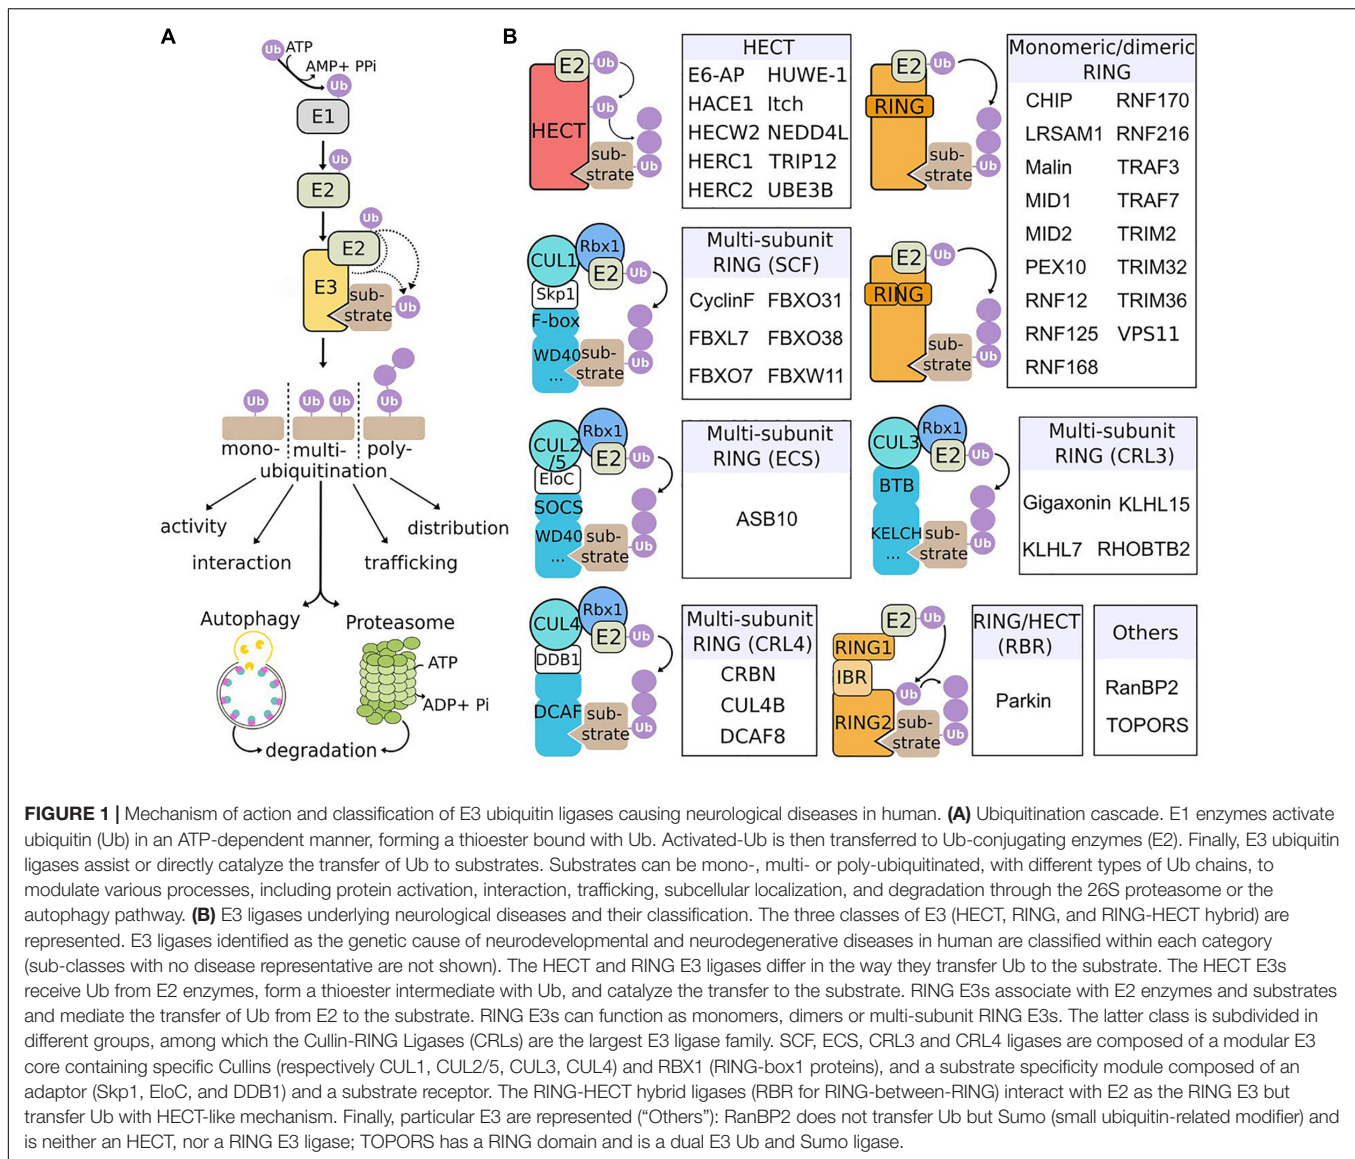 A
Ub
ATP
AMP+ PPi
Ub
E1
Ub
E2
Ub
E2
E3
sub-
strate
Ub
Ub
Ub
Ub
Ub
mono-
multi-
poly-
ubiquitination
activity
distribution
interaction
trafficking
Autophagy
Proteasome
ATP
ADP+ Pi
degradation
B
E2
Ub
Ub
HECT
sub-
strate
Ub
HECT
E6-AP HUWE-1
HACE1 Itch
HECW2 NEDD4L
HERC1 TRIP12
HERC2 UBE3B
E2
Ub
RING
sub-
strate
Ub
Monomeric/dimeric
RING
CHIP RNF170
LRSAM1 RNF216
Malin TRAF3
MID1 TRAF7
MID2 TRIM2
PEX10 TRIM32
RNF12 TRIM36
RNF125 VPS11
RNF168
CUL1
Rbx1
E2
Ub
Skp1
F-box
WD40
...
sub-
strate
Ub
Multi-subunit
RING (SCF)
CyclinF FBXO31
FBXL7 FBXO38
FBXO7 FBXW11
E2
Ub
RING
sub-
strate
Ub
CUL2
/5
Rbx1
E2
Ub
EloC
SOCS
WD40
...
sub-
strate
Ub
Multi-subunit
RING (ECS)
ASB10
CUL3
Rbx1
E2
Ub
BTB
KELCH
...
sub-
strate
Ub
Multi-subunit
RING (CRL3)
Gigaxonin KLHL15
KLHL7 RHOBTB2
CUL4
Rbx1
E2
Ub
DDB1
DCAF
sub-
strate
Ub
Multi-subunit
RING (CRL4)
CRBN
CUL4B
DCAF8
E2
Ub
RING1
IBR
Ub
RING2
sub-
strate
Ub
RING/HECT
(RBR)
Parkin
Others
RanBP2
TOPORS
FIGURE 1 | Mechanism of action and classification of E3 ubiquitin ligases causing neurological diseases in human. (A) Ubiquitination cascade. E1 enzymes activate
ubiquitin (Ub) in an ATP-dependent manner, forming a thioester bound with Ub. Activated-Ub is then transferred to Ub-conjugating enzymes (E2). Finally, E3 ubiquitin
ligases assist or directly catalyze the transfer of Ub to substrates. Substrates can be mono-, multi- or poly-ubiquitinated, with different types of Ub chains, to
modulate various processes, including protein activation, interaction, trafficking, subcellular localization, and degradation through the 26S proteasome or the
autophagy pathway. (B) E3 ligases underlying neurological diseases and their classification. The three classes of E3 (HECT, RING, and RING-HECT hybrid) are
represented. E3 ligases identified as the genetic cause of neurodevelopmental and neurodegenerative diseases in human are classified within each category
(sub-classes with no disease representative are not shown). The HECT and RING E3 ligases differ in the way they transfer Ub to the substrate. The HECT E3s
receive Ub from E2 enzymes, form a thioester intermediate with Ub, and catalyze the transfer to the substrate. RING E3s associate with E2 enzymes and substrates
and mediate the transfer of Ub from E2 to the substrate. RING E3s can function as monomers, dimers or multi-subunit RING E3s. The latter class is subdivided in
different groups, among which the Cullin-RING Ligases (CRLs) are the largest E3 ligase family. SCF, ECS, CRL3 and CRL4 ligases are composed of a modular E3
core containing specific Cullins (respectively CUL1, CUL2/5, CUL3, CUL4) and RBX1 (RING-box1 proteins), and a substrate specificity module composed of an
adaptor (Skp1, EloC, and DDB1) and a substrate receptor. The RING-HECT hybrid ligases (RBR for RING-between-RING) interact with E2 as the RING E3 but
transfer Ub with HECT-like mechanism. Finally, particular E3 are represented (“Others”): RanBP2 does not transfer Ub but Sumo (small ubiquitin-related modifier) and
is neither an HECT, nor a RING E3 ligase; TOPORS has a RING domain and is a dual E3 Ub and Sumo ligase.